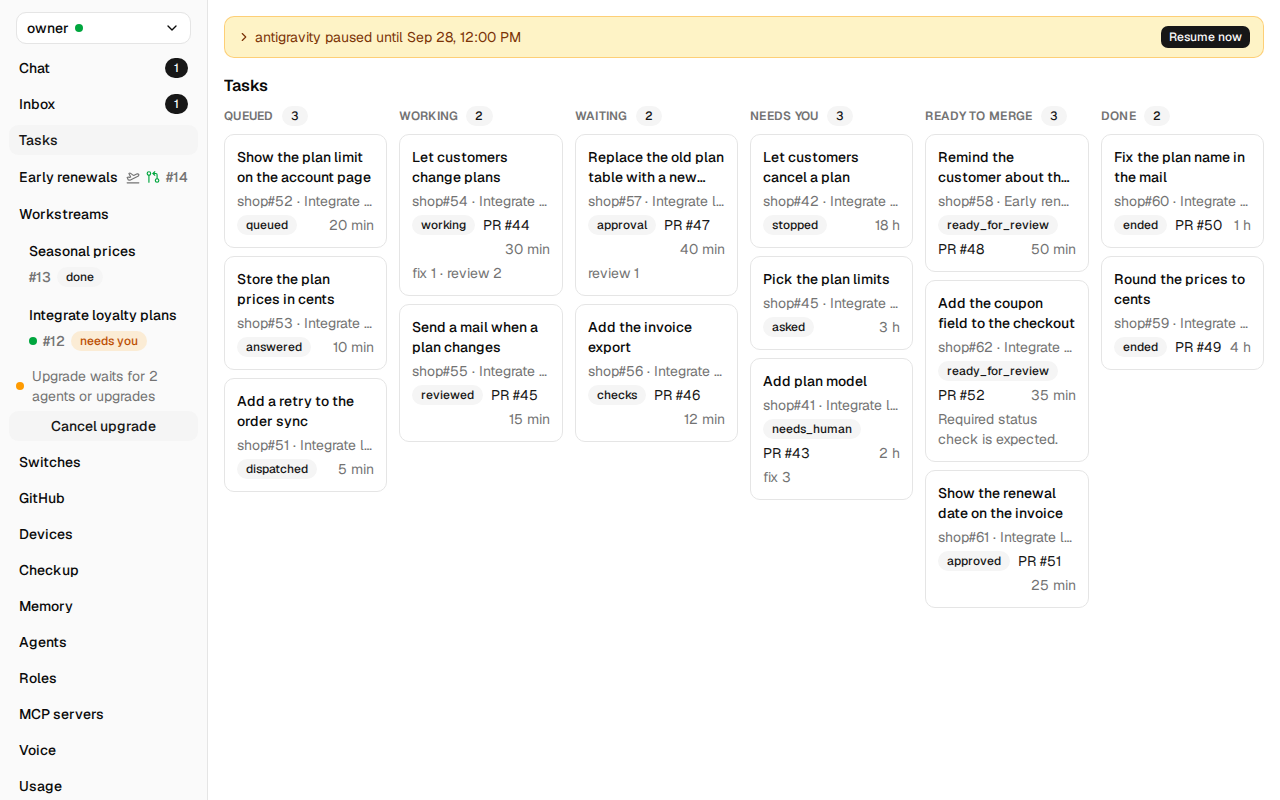 owner
Chat 1
Inbox 1
Tasks
Early renewals #14
Workstreams
Seasonal prices
#13 done
Integrate loyalty plans
#12 needs you
Upgrade waits for 2
agents or upgrades
Cancel upgrade
Switches
GitHub
Devices
Checkup
Memory
Agents
Roles
MCP servers
Voice
Usage
antigravity paused until Sep 28, 12:00 PM
Resume now
Tasks
QUEUED 3
Show the plan limit
on the account page
shop#52 · Integrate ...
queued 20 min
Store the plan
prices in cents
shop#53 · Integrate ...
answered 10 min
Add a retry to the
order sync
shop#51 · Integrate l...
dispatched 5 min
WORKING 2
Let customers
change plans
shop#54 · Integrate ...
working PR #44
30 min
fix 1 · review 2
Send a mail when a
plan changes
shop#55 · Integrate ...
reviewed PR #45
15 min
WAITING 2
Replace the old plan
table with a new...
shop#57 · Integrate l...
approval PR #47
40 min
review 1
Add the invoice
export
shop#56 · Integrate ...
checks PR #46
12 min
NEEDS YOU 3
Let customers
cancel a plan
shop#42 · Integrate ...
stopped 18 h
Pick the plan limits
shop#45 · Integrate ...
asked 3 h
Add plan model
shop#41 · Integrate l...
needs_human
PR #43 2 h
fix 3
READY TO MERGE 3
Remind the
customer about th...
shop#58 · Early ren...
ready_for_review
PR #48 50 min
Add the coupon
field to the checkout
shop#62 · Integrate ...
ready_for_review
PR #52 35 min
Required status
check is expected.
Show the renewal
date on the invoice
shop#61 · Integrate l...
approved PR #51
25 min
DONE 2
Fix the plan name in
the mail
shop#60 · Integrate ...
ended PR #50 1 h
Round the prices to
cents
shop#59 · Integrate ...
ended PR #49 4 h